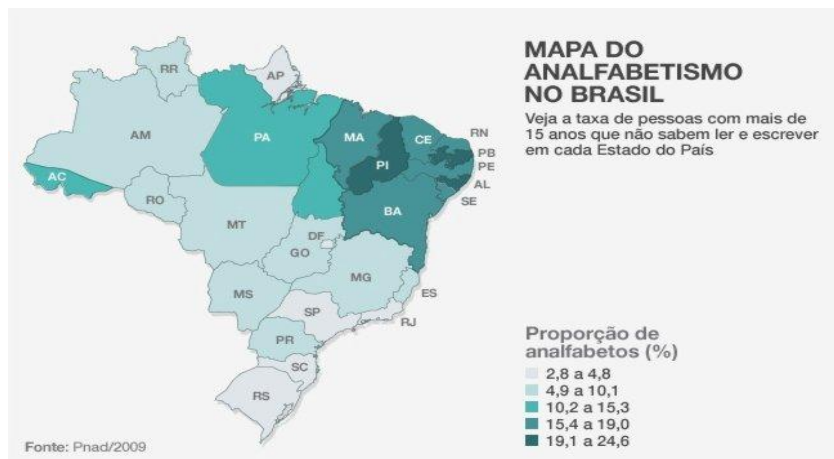 MAPA DO
ANALFABETISMO
NO BRASIL
Veja a taxa de pessoas com mais de
15 anos que não sabem ler e escrever
em cada Estado do País
RR
AP
AM
PA
MA
CE
RN
PB
PE
AL
SE
PI
AC
RO
MT
BA
DF
GO
MG
MS
ES
SP
RJ
PR
SC
RS
Proporção de
analfabetos (%)
2,8 a 4,8
4,9 a 10,1
10,2 a 15,3
15,4 a 19,0
19,1 a 24,6
Fonte: Pnad/2009